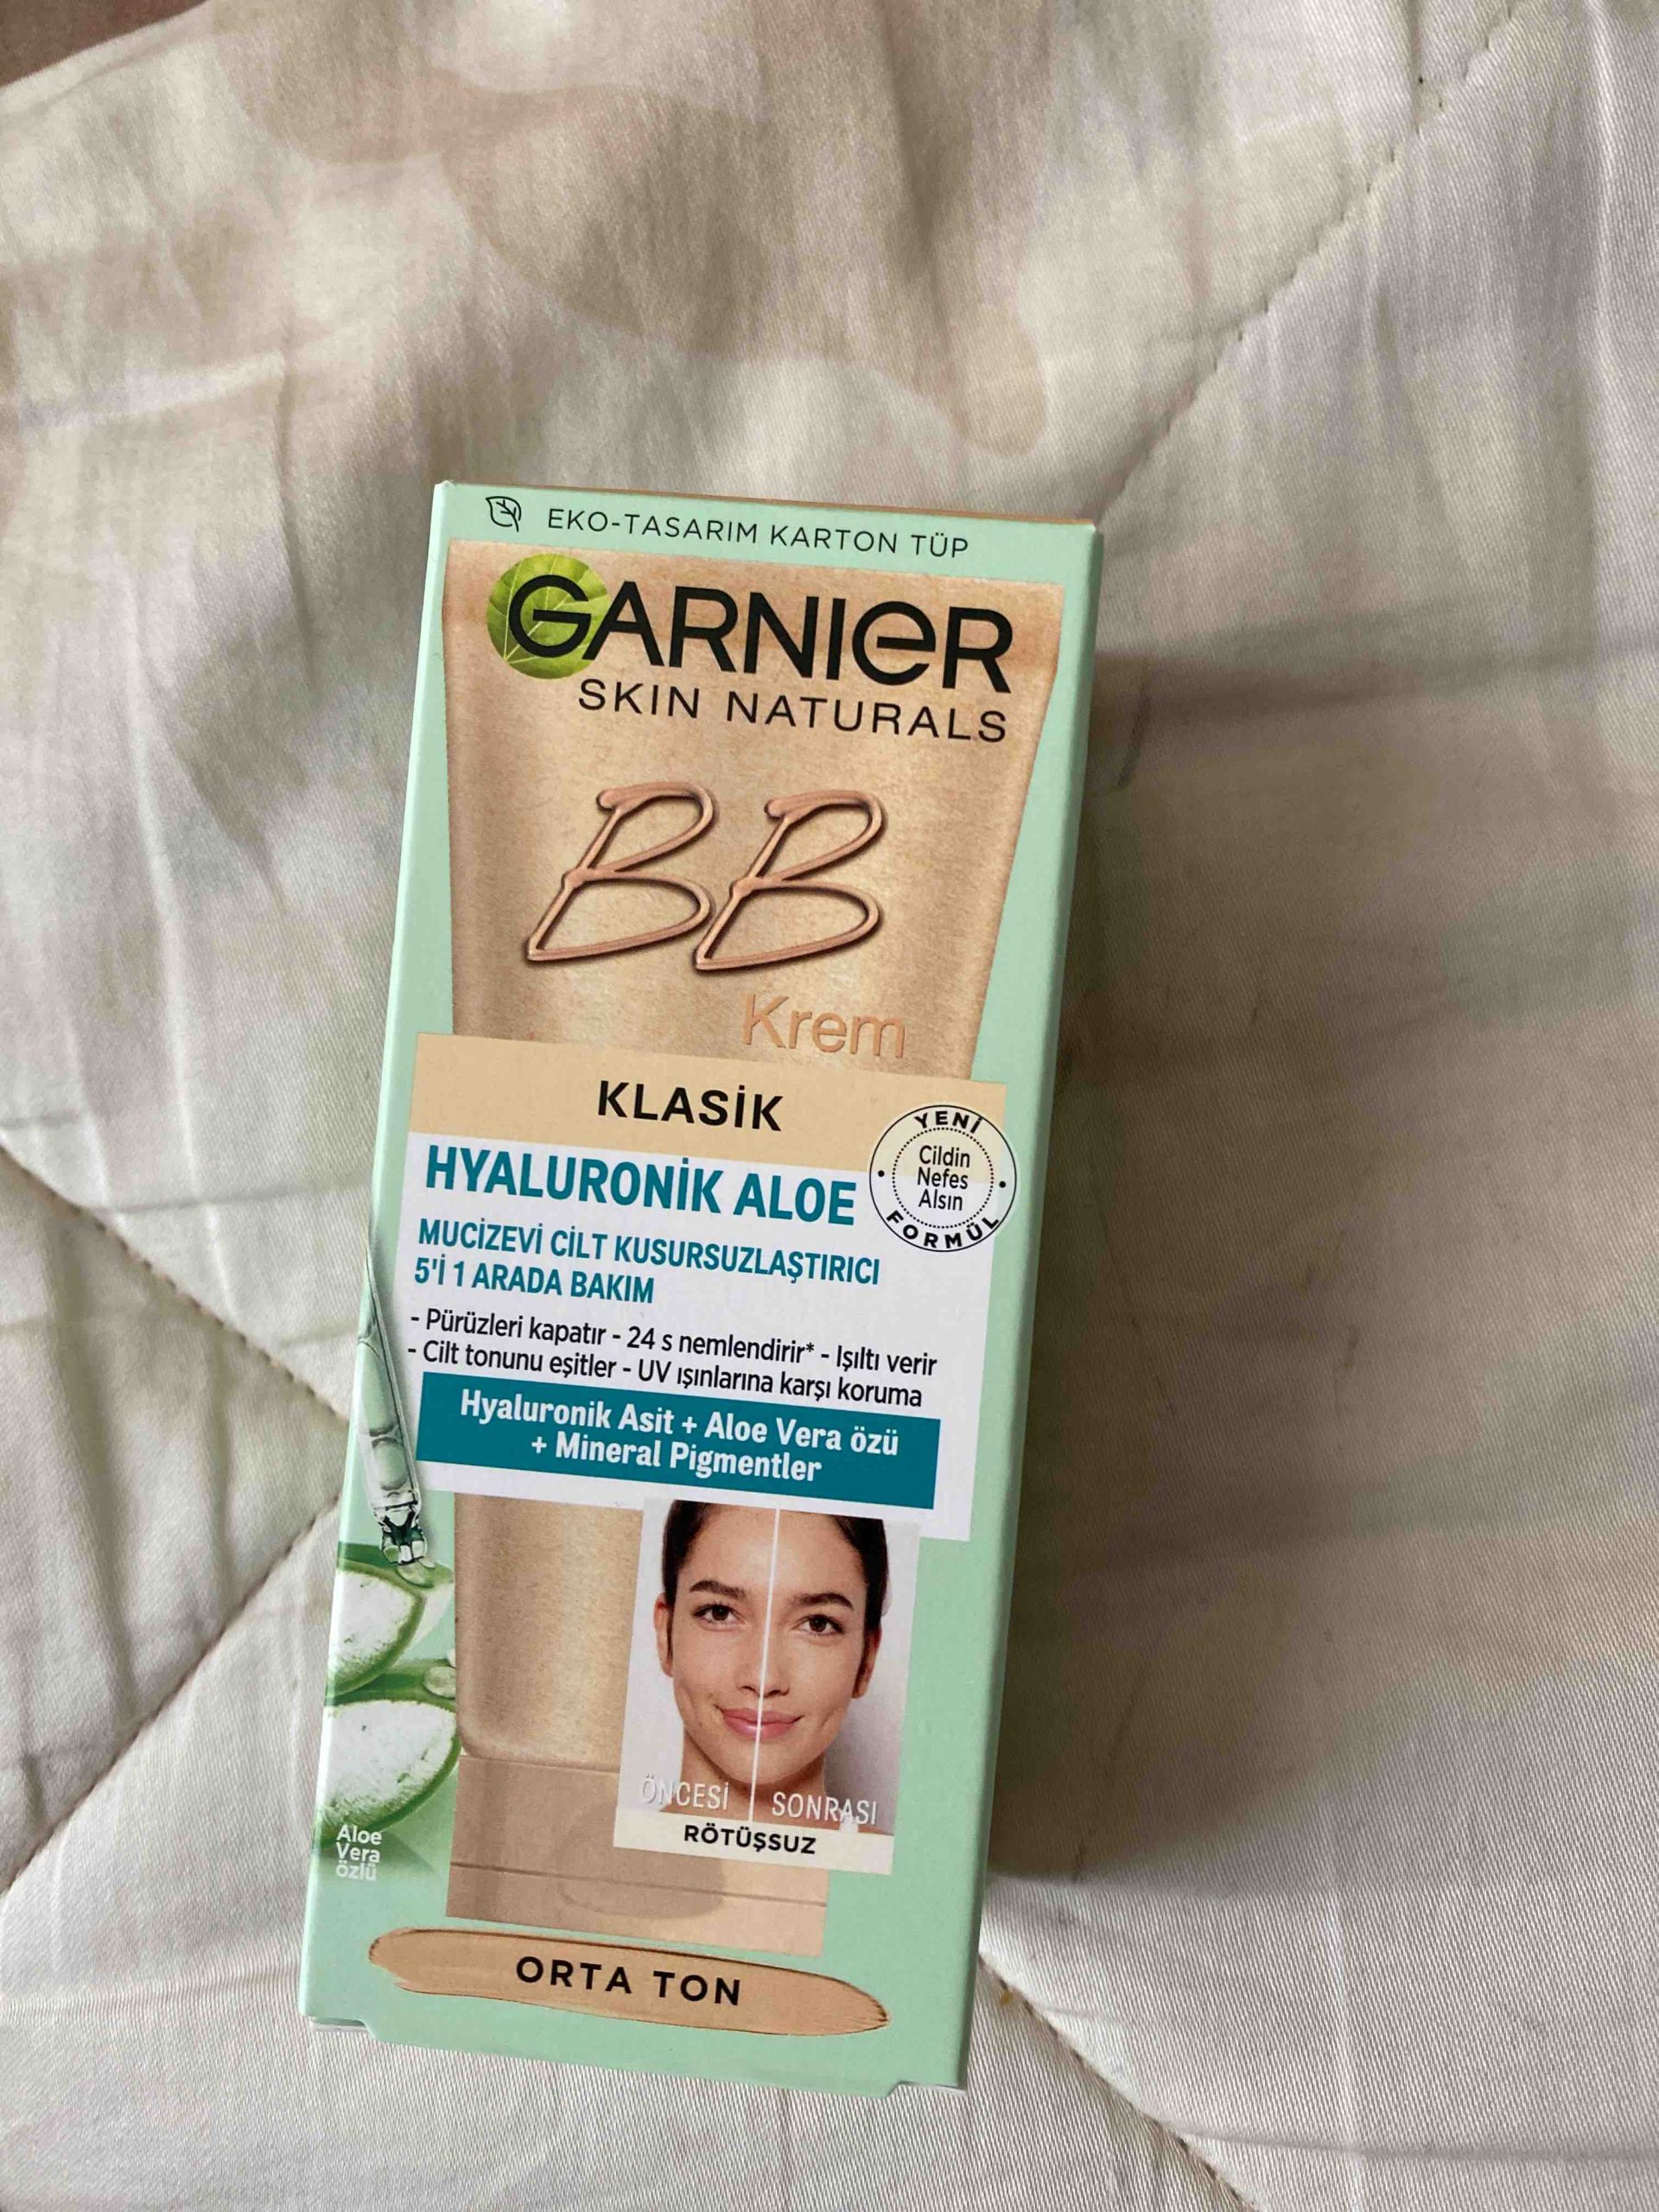 EKO-TASARIM KARTON TÜP
GARNIER
SKIN NATURALS
BB
Krem
KLASİK
HYALURONİK ALOE
YENİ
Cildin
Nefes
Alsın
FORMÜL
MUCİZEVİ CİLT KUSURSUZLAŞTIRICI
5'İ 1 ARADA BAKIM
- Pürüzleri kapatır - 24 s nemlendirir* - Işıltı verir
- Cilt tonunu eşitler - UV ışınlarına karşı koruma
Hyaluronik Asit + Aloe Vera özü
+ Mineral Pigmentler
ÖNCESİ SONRASI
RÖTÜŞSUZ
Aloe
Vera
özlü
ORTA TON